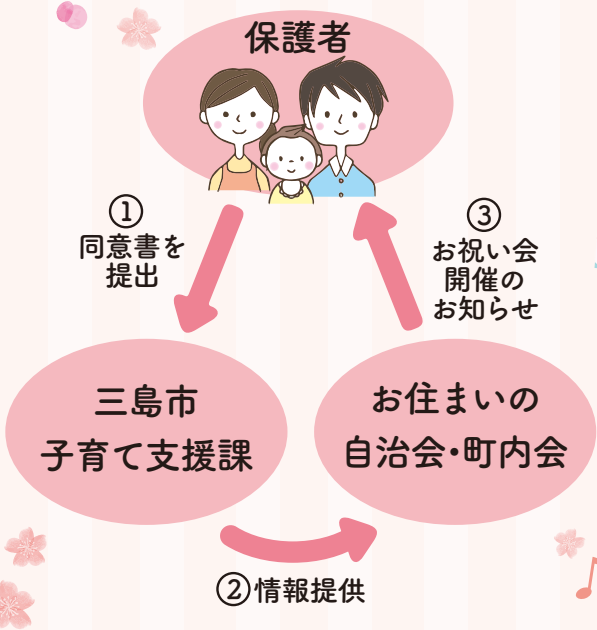 保護者
①
同意書を
提出
③
お祝い会
開催の
お知らせ
三島市
子育て支援課
お住まいの
自治会・町内会
②情報提供